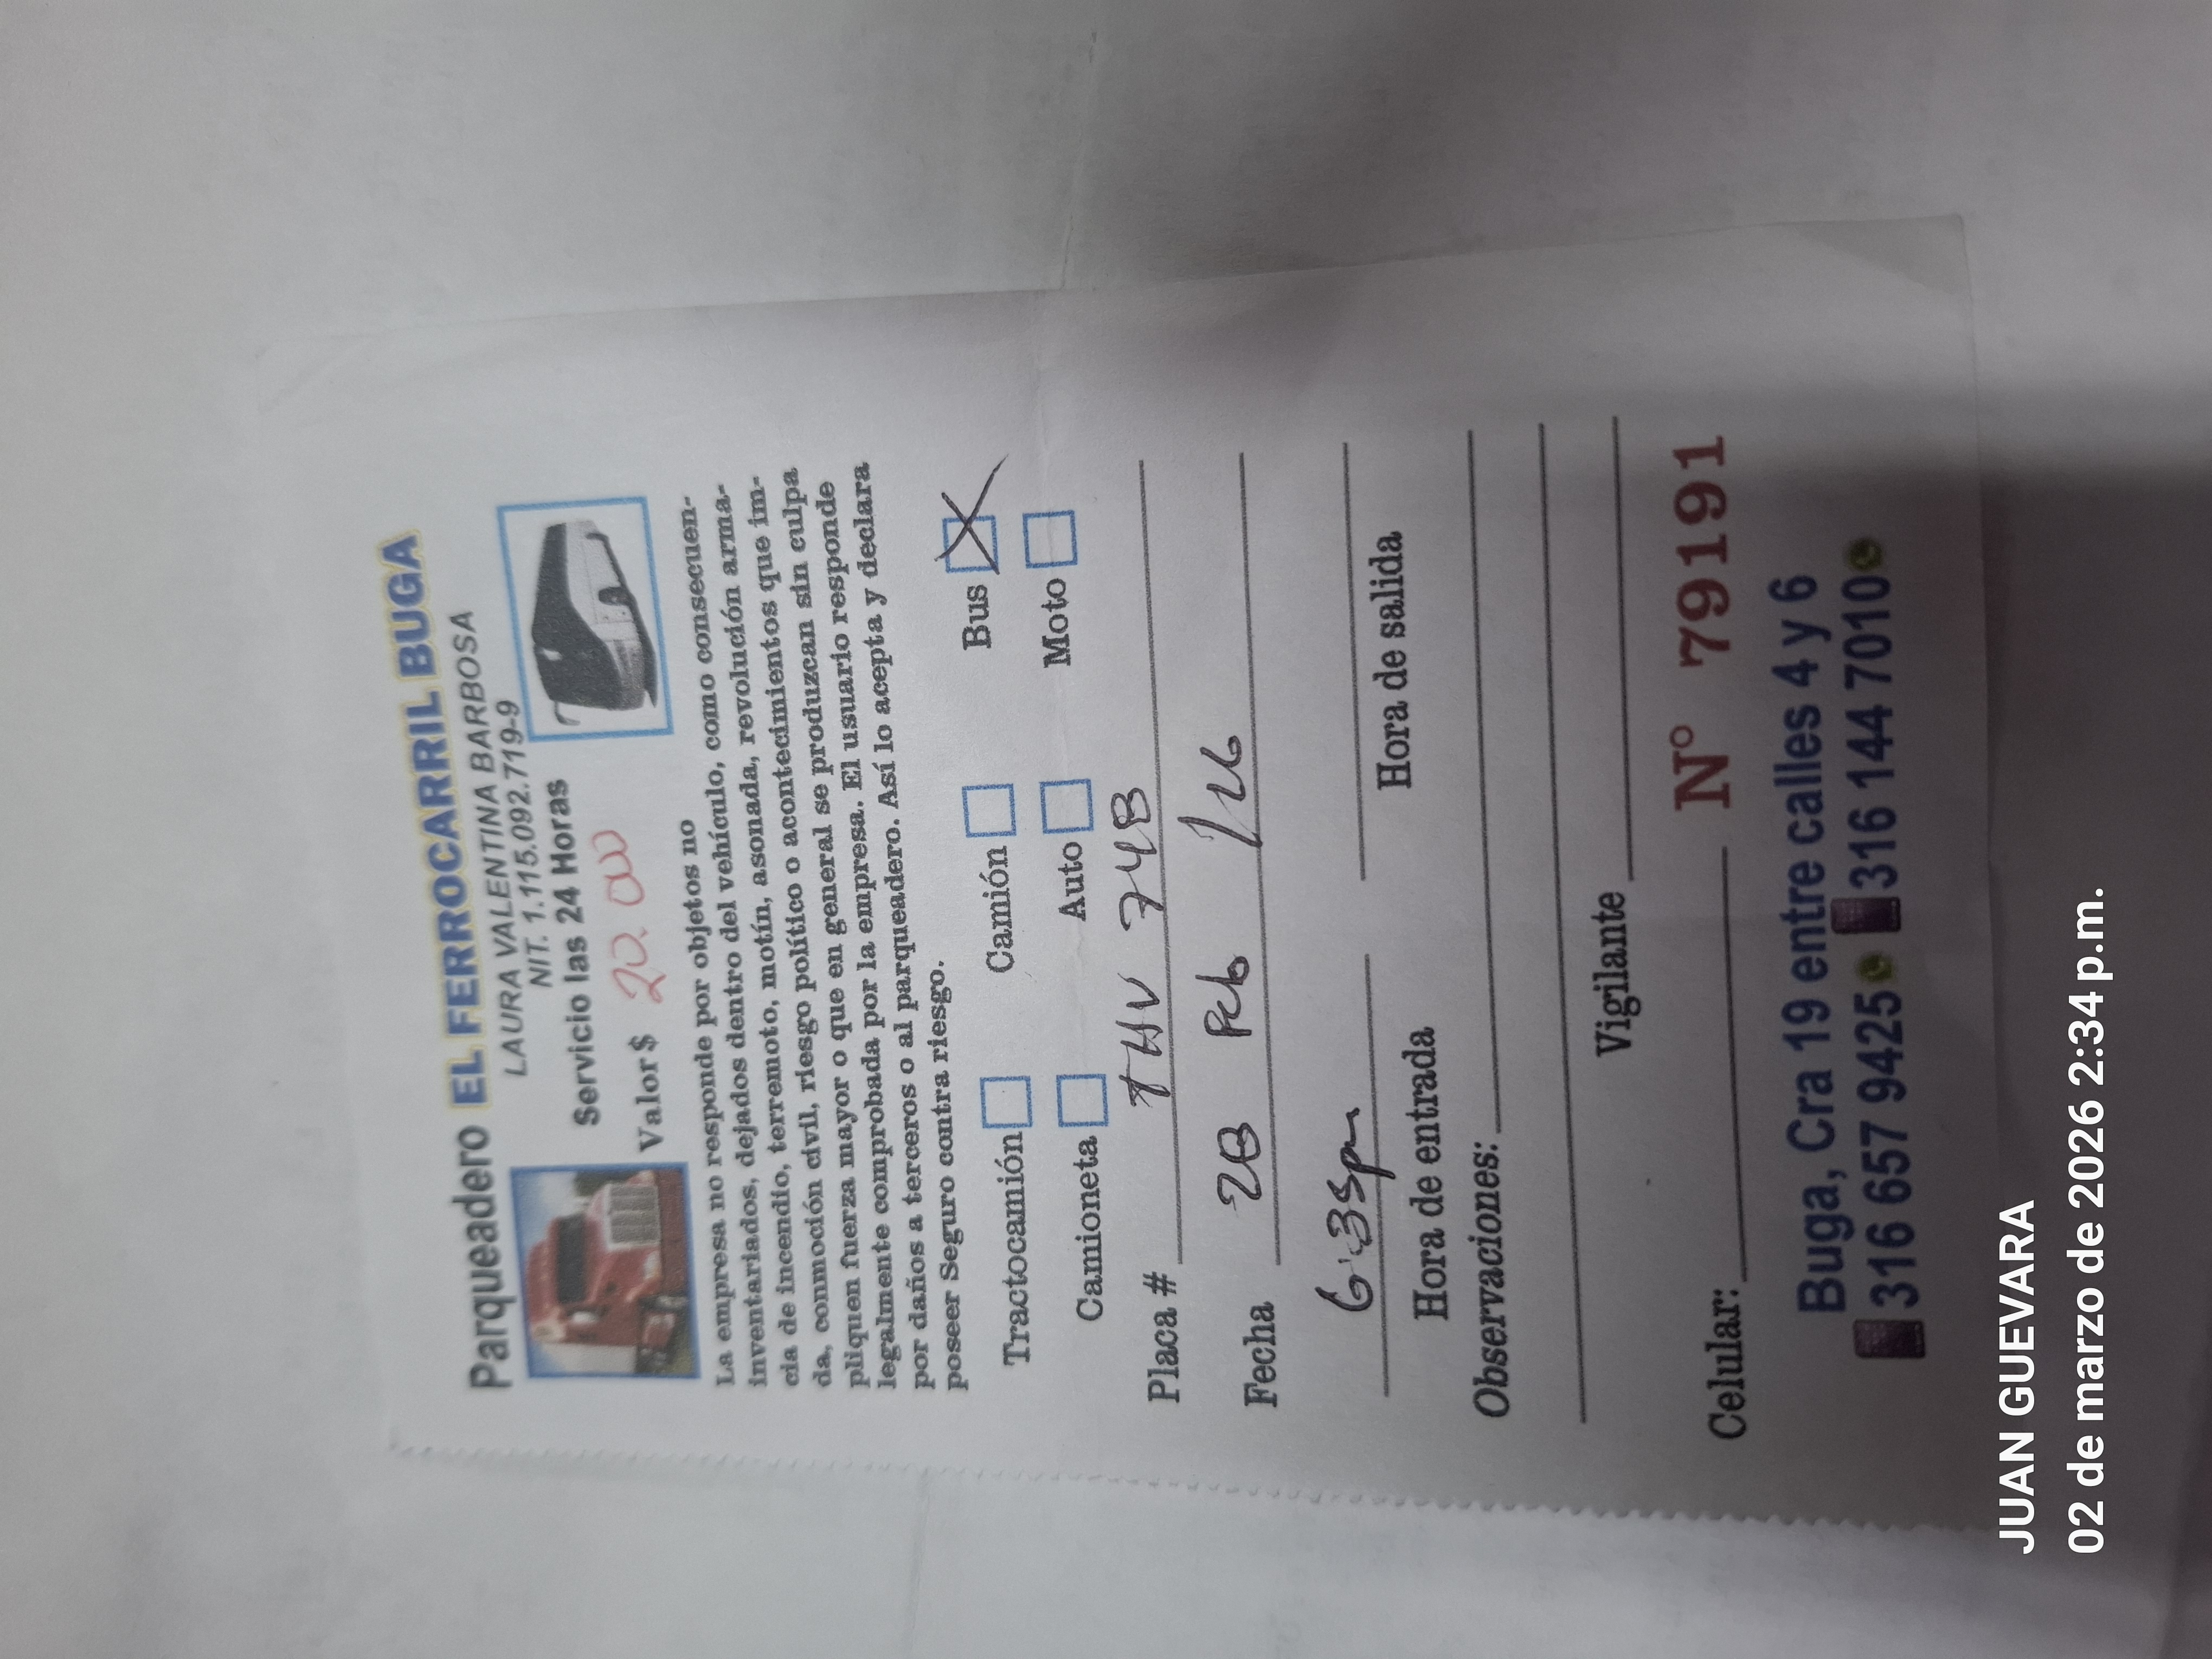 Parqueadero EL FERROCARRIL BUGA
LAURA VALENTINA BARBOSA
NIT. 1.115.092.719-9
Servicio las 24 Horas
Valor $ 20.000
La empresa no responde por objetos no
inventariados, dejados dentro del vehículo, como consecuen-
cia de incendio, terremoto, motín, asonada, revolución arma-
da, conmoción civil, riesgo político o acontecimientos que im-
pliquen fuerza mayor o que en general se produzcan sin culpa
legalmente comprobada por la empresa. El usuario responde
por daños a terceros o al parqueadero. Así lo acepta y declara
poseer Seguro contra riesgo.
Tractocamión Camión Bus X
Camioneta Auto Moto
Placa # THV 748
Fecha 28 Feb /26
6:35pm
Hora de entrada Hora de salida
Observaciones:
Vigilante
Celular: N° 79191
Buga, Cra 19 entre calles 4 y 6
316 657 9425 316 144 7010
JUAN GUEVARA
02 de marzo de 2026 2:34 p.m.